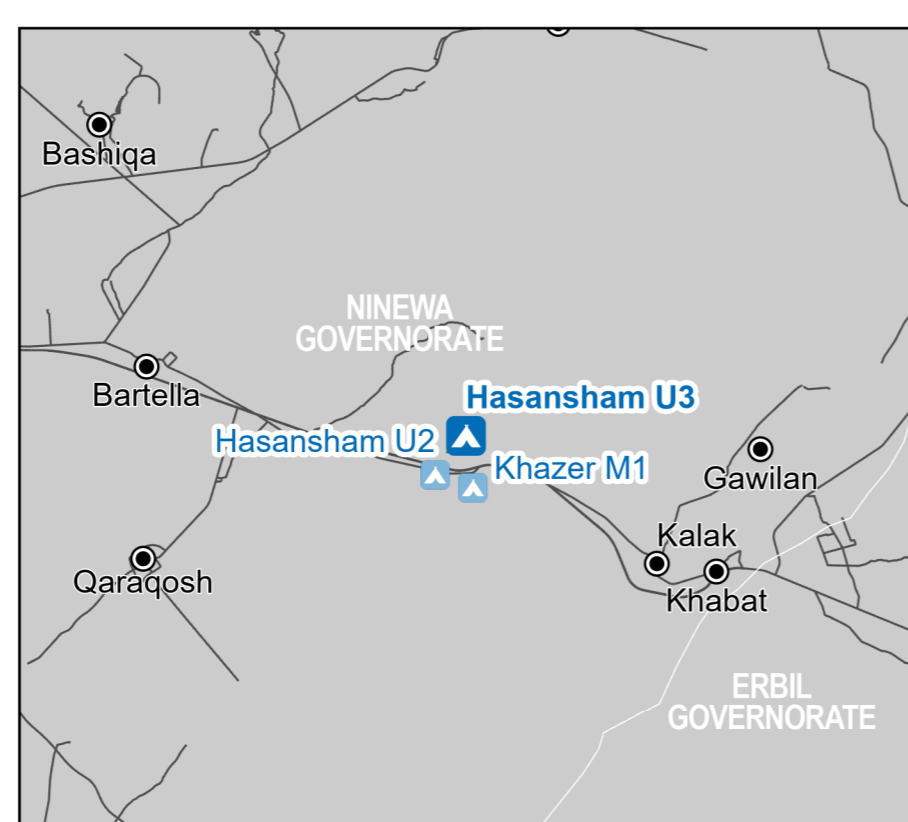 Bashiqa
NINEWA
GOVERNORATE
Bartella
Hasansham U3
Hasansham U2
Khazer M1
Gawilan
Kalak
Qaraqosh
Khabat
ERBIL
GOVERNORATE